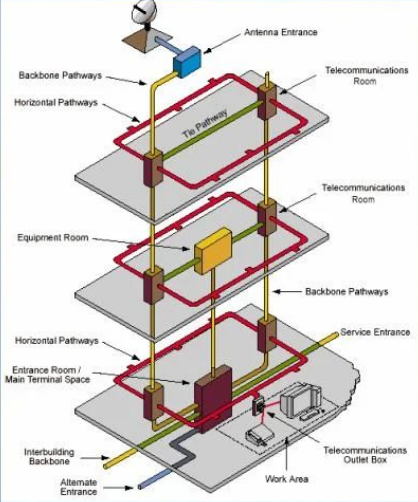 Antenna Entrance
Backbone Pathways
Telecommunications
Room
Horizontal Pathways
Tie Pathway
Telecommunications
Room
Equipment Room
Backbone Pathways
Service Entrance
Horizontal Pathways
Entrance Room /
Main Terminal Space
Interbuilding
Backbone
Telecommunications
Outlet Box
Work Area
Alternate
Entrance